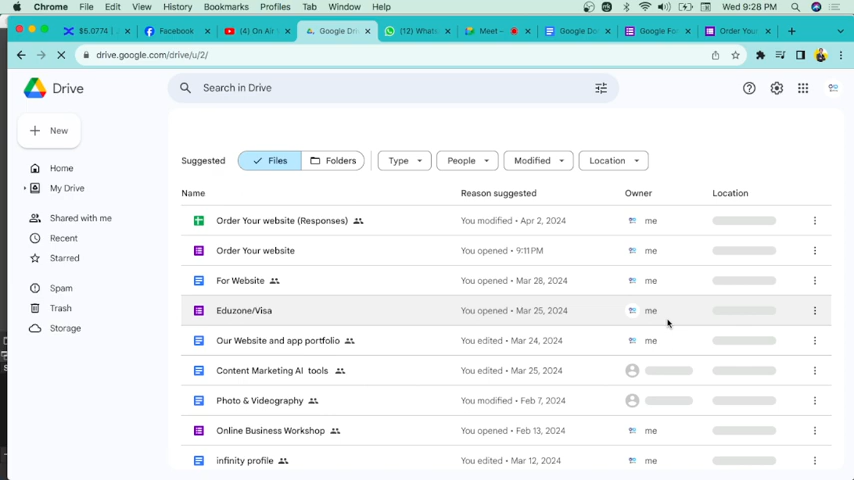 Chrome File Edit View History Bookmarks Profiles Tab Window Help Wed 9:28 PM
$5.0774 Facebook (4) On Air Google Driv (12) Whats Meet – Google Do Google For Order You
drive.google.com/drive/u/2/
Drive Search in Drive
New
Home
My Drive
Shared with me
Recent
Starred
Spam
Trash
Storage
Suggested Files Folders Type People Modified Location
Name Reason suggested Owner Location
Order Your website (Responses) You modified • Apr 2, 2024 me
Order Your website You opened • 9:11 PM me
For Website You opened • Mar 28, 2024 me
Eduzone/Visa You opened • Mar 25, 2024 me
Our Website and app portfolio You edited • Mar 24, 2024 me
Content Marketing AI tools You edited • Mar 25, 2024
Photo & Videography You modified • Feb 7, 2024
Online Business Workshop You opened • Feb 13, 2024 me
infinity profile You edited • Mar 12, 2024 me